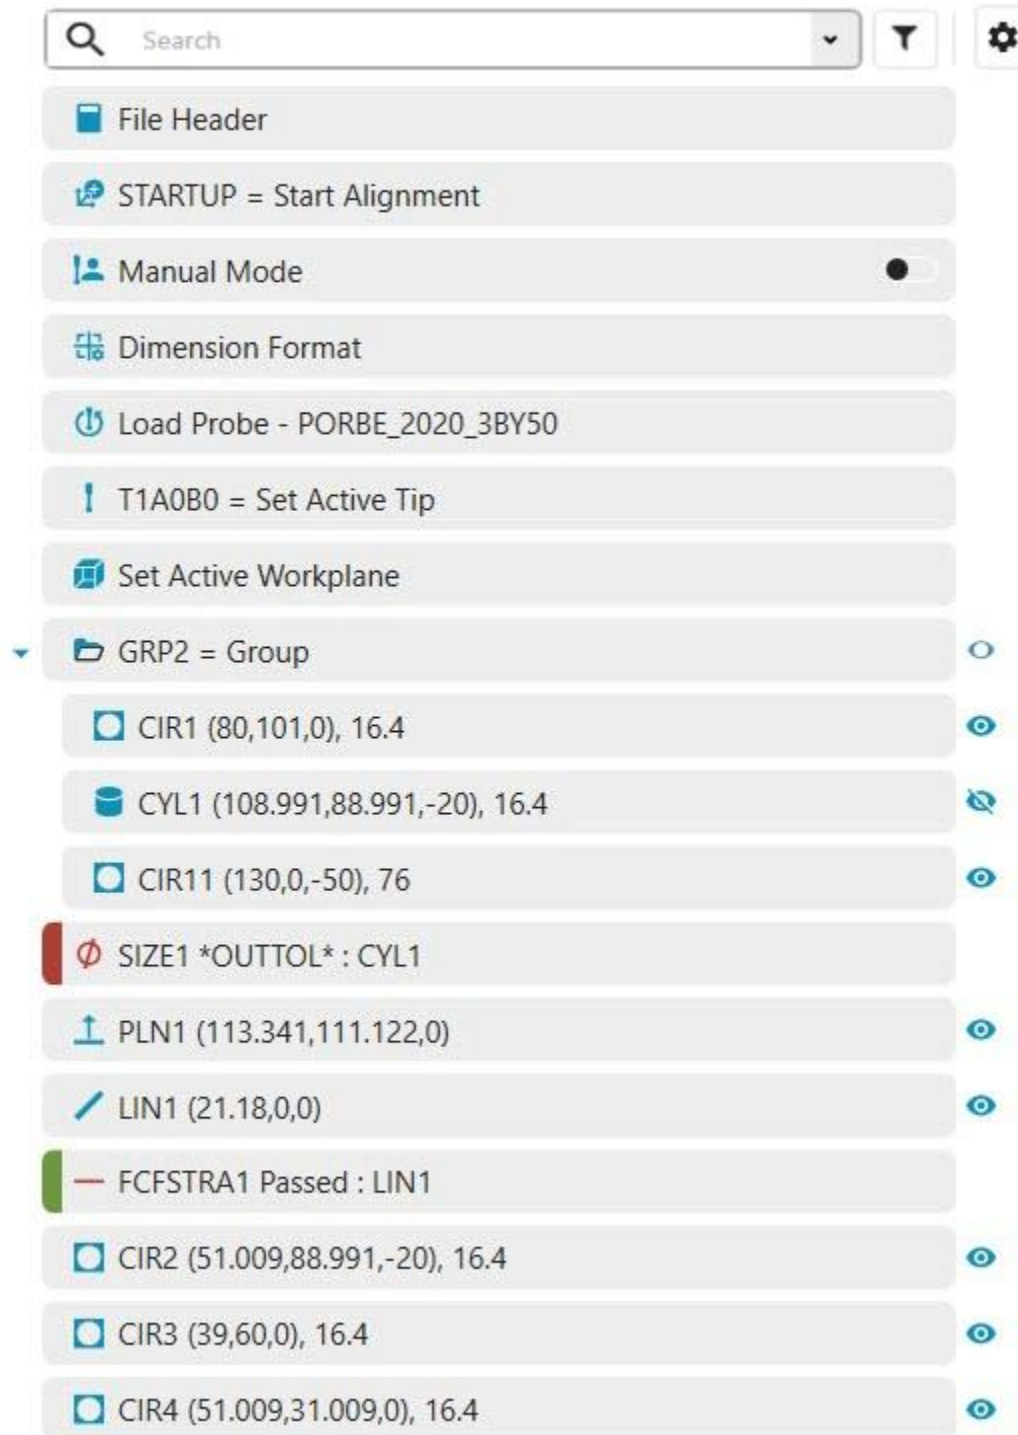 Search
File Header
STARTUP = Start Alignment
Manual Mode
Dimension Format
Load Probe - PORBE_2020_3BY50
T1A0B0 = Set Active Tip
Set Active Workplane
GRP2 = Group
CIR1 (80,101,0), 16.4
CYL1 (108.991,88.991,-20), 16.4
CIR11 (130,0,-50), 76
SIZE1 *OUTTOL* : CYL1
PLN1 (113.341,111.122,0)
LIN1 (21.18,0,0)
FCFSTRA1 Passed : LIN1
CIR2 (51.009,88.991,-20), 16.4
CIR3 (39,60,0), 16.4
CIR4 (51.009,31.009,0), 16.4